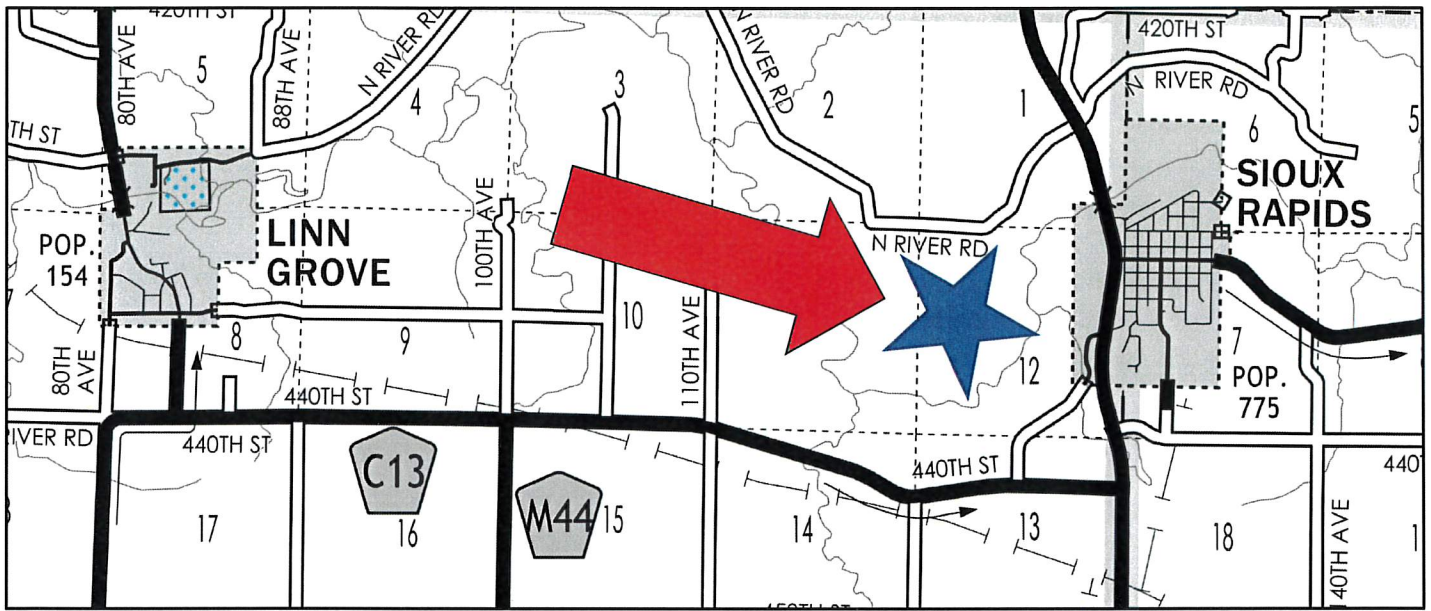 420TH ST
80TH AVE
5
88TH AVE
N RIVER RD
4
3
N RIVER RD
2
1
420TH ST
N RIVER RD
6
5
TH ST
SIOUX
RAPIDS
LINN
GROVE
POP.
154
100TH AVE
N RIVER RD
10
110TH AVE
8
9
12
7
POP.
775
80TH
AVE
440TH ST
RIVER RD
440TH ST
C13
M44
440TH ST
440
17
16
15
14
13
18
1
40TH AVE